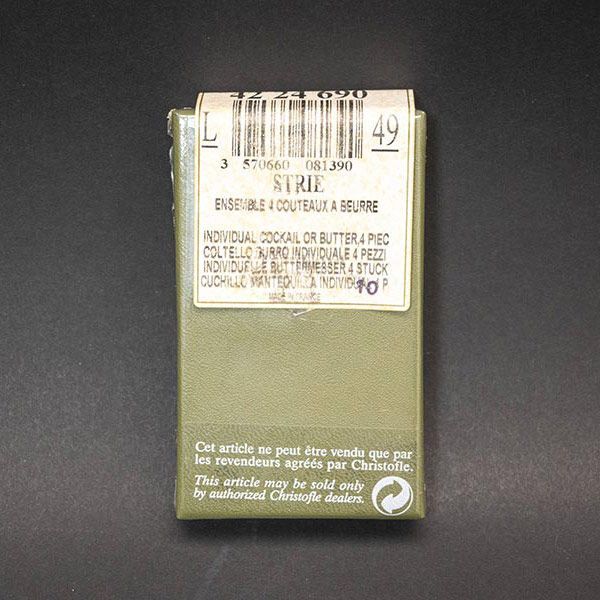 42 24 690
L 49
3 570660 081390
STRIE
ENSEMBLE 4 COUTEAUX A BEURRE
INDIVIDUAL COCKAIL OR BUTTER.4 PIEC
COLTELLO BURRO INDIVIDUALE 4 PEZZI
INDIVIDUELLE BUTTERMESSER 4 STUCK
CUCHILLO MANTEQUILLA INDIVIDUAL P
10
MADE IN FRANCE
Cet article ne peut être vendu que par
les revendeurs agréés par Christofle.
This article may be sold only
by authorized Christofle dealers.